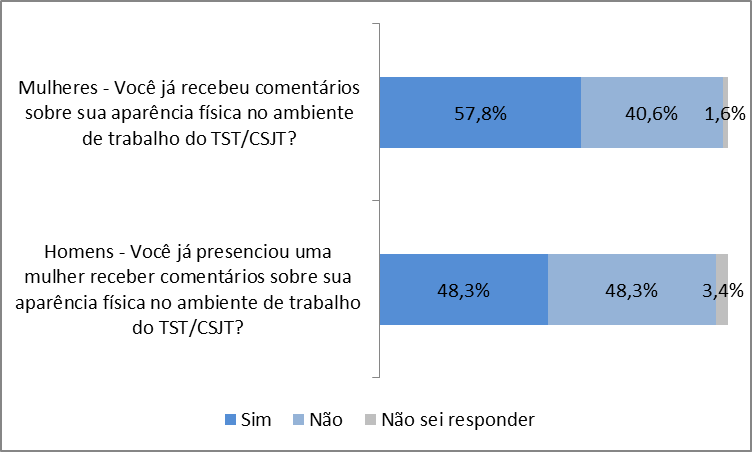 Mulheres - Você já recebeu comentários
sobre sua aparência física no ambiente
de trabalho do TST/CSJT?
57,8% 40,6% 1,6%
Homens - Você já presenciou uma
mulher receber comentários sobre sua
aparência física no ambiente de trabalho
do TST/CSJT?
48,3% 48,3% 3,4%
Sim Não Não sei responder